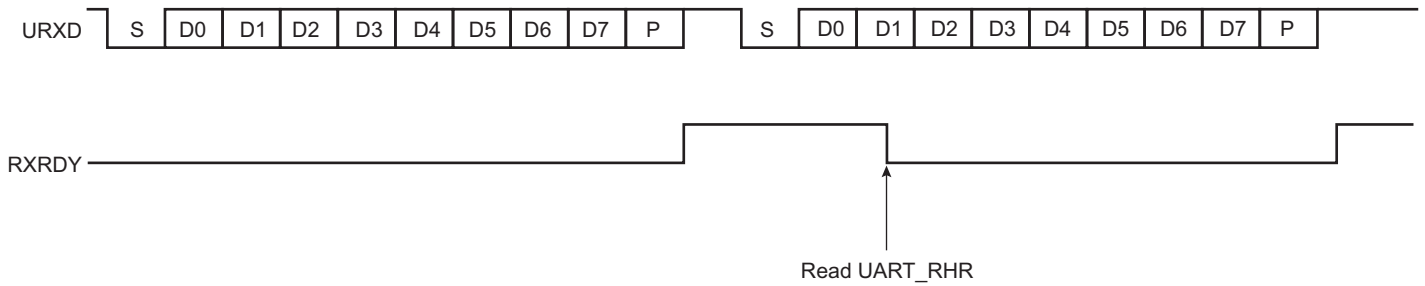 URXD S D0 D1 D2 D3 D4 D5 D6 D7 P S D0 D1 D2 D3 D4 D5 D6 D7 P
RXRDY
Read UART_RHR